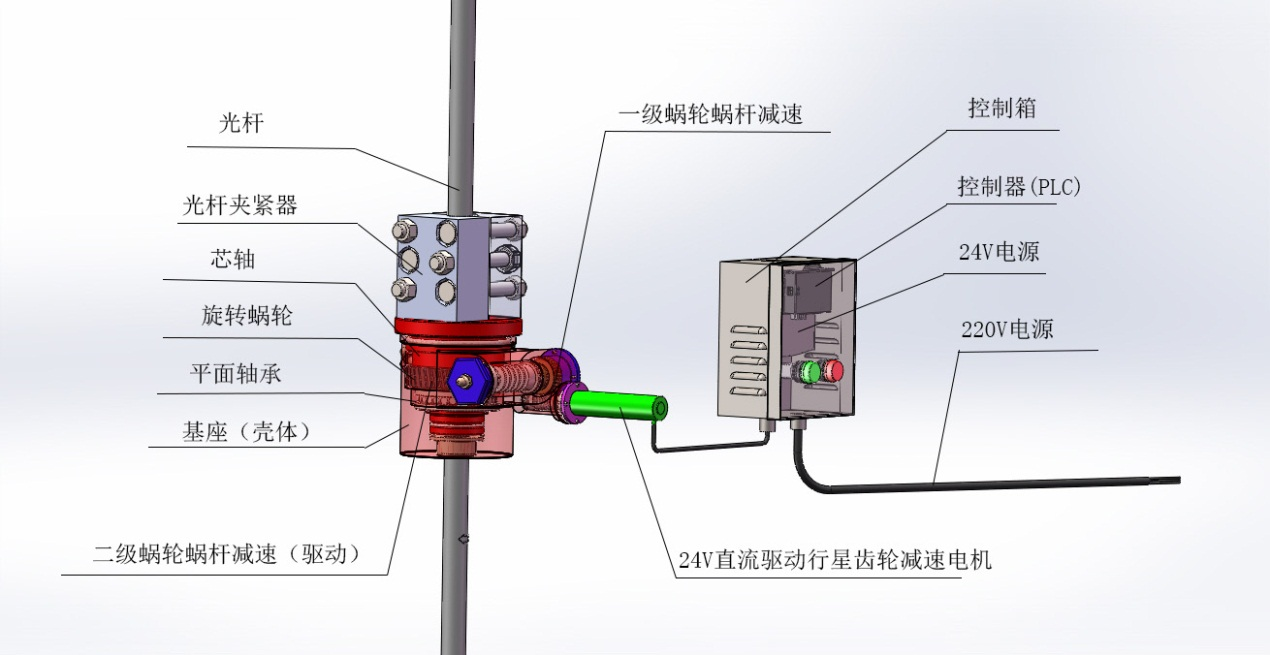 光杆
光杆夹紧器
芯轴
旋转蜗轮
平面轴承
基座（壳体）
二级蜗轮蜗杆减速（驱动）
一级蜗轮蜗杆减速
控制箱
控制器(PLC)
24V电源
220V电源
24V直流驱动行星齿轮减速电机